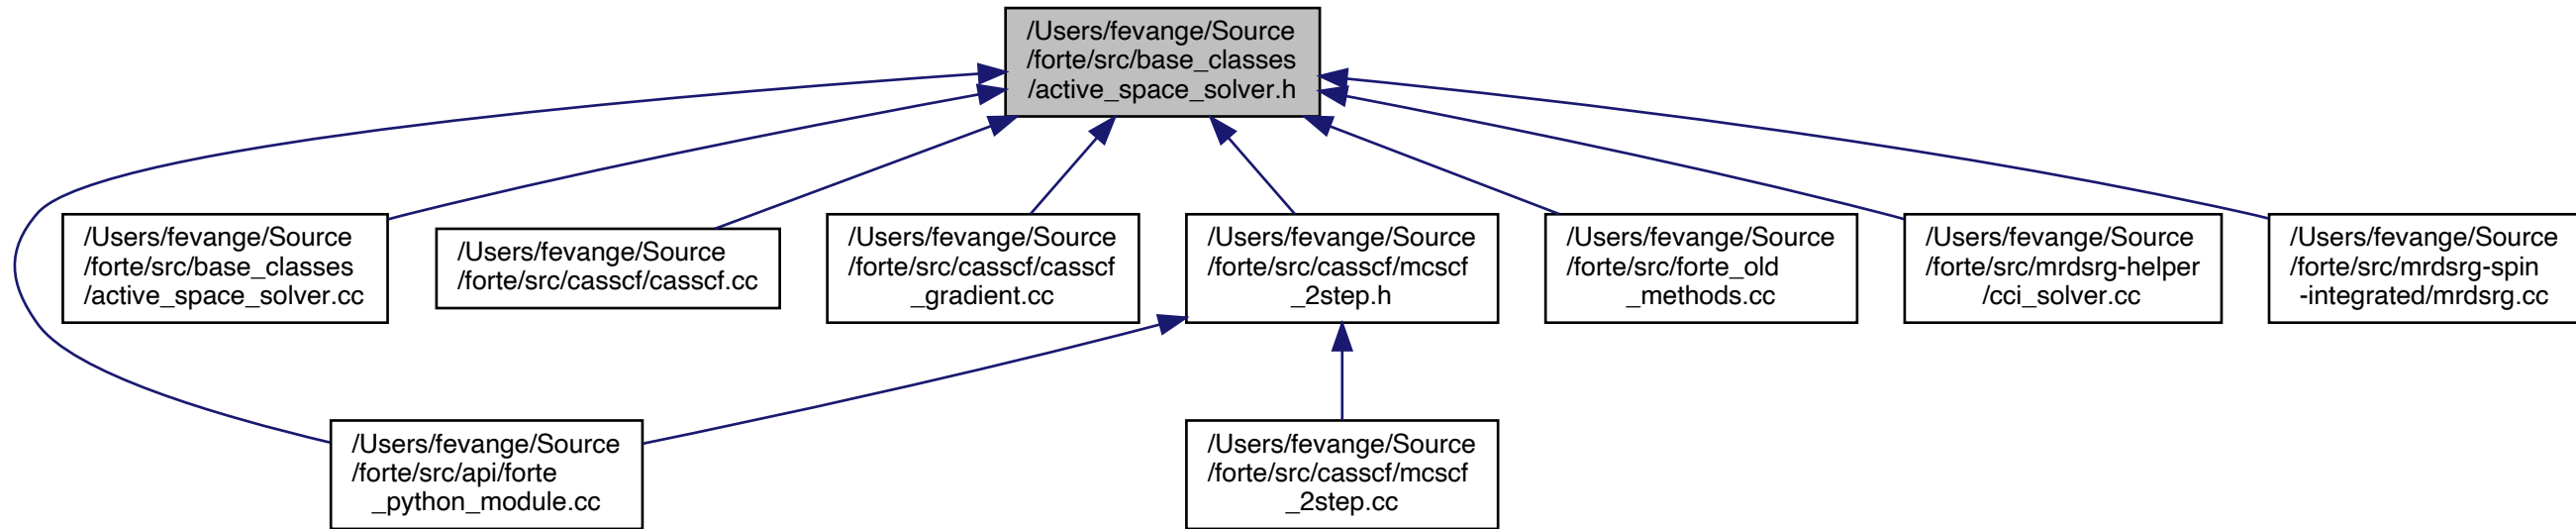 /Users/fevange/Source
/forte/src/base_classes
/active_space_solver.h
/Users/fevange/Source
/forte/src/base_classes
/active_space_solver.cc
/Users/fevange/Source
/forte/src/casscf/casscf.cc
/Users/fevange/Source
/forte/src/casscf/casscf
_gradient.cc
/Users/fevange/Source
/forte/src/casscf/mcscf
_2step.h
/Users/fevange/Source
/forte/src/forte_old
_methods.cc
/Users/fevange/Source
/forte/src/mrdsrg-helper
/cci_solver.cc
/Users/fevange/Source
/forte/src/mrdsrg-spin
-integrated/mrdsrg.cc
/Users/fevange/Source
/forte/src/api/forte
_python_module.cc
/Users/fevange/Source
/forte/src/casscf/mcscf
_2step.cc